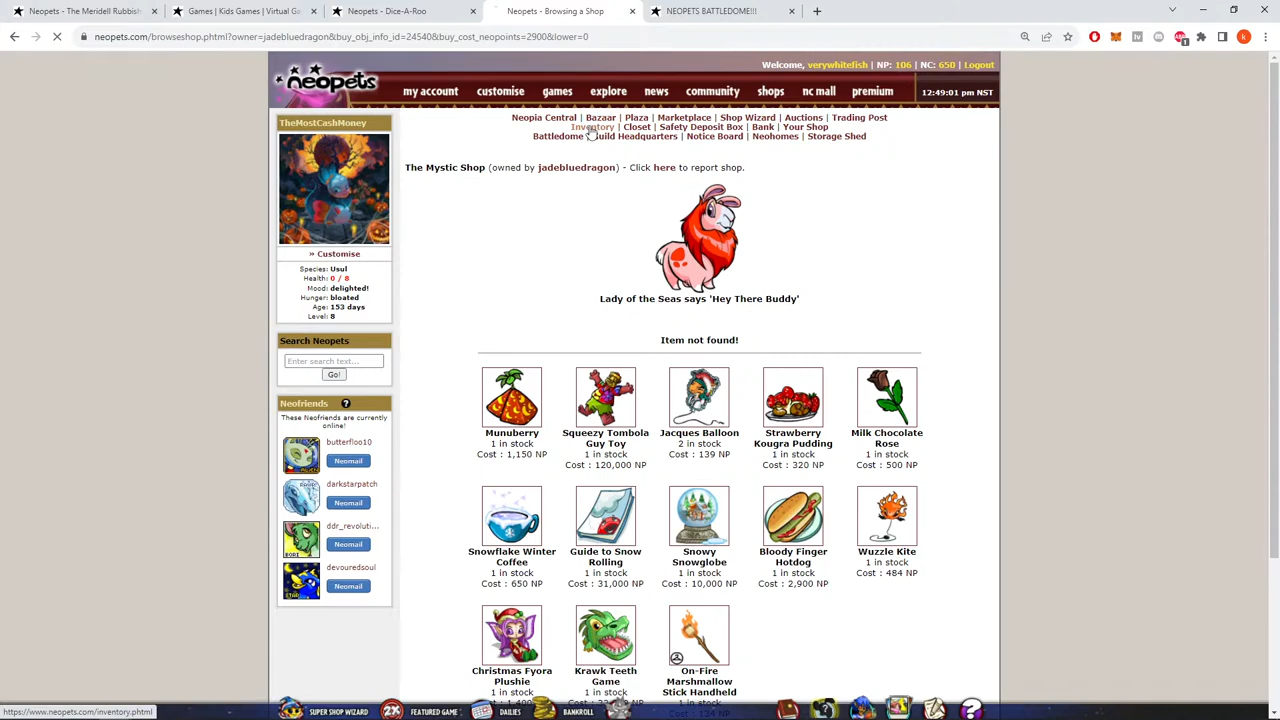 Neopets - The Meridell Rubbish
Games | Kids Games | Virtual Ga
Neopets - Dice-A-Roo
Neopets - Browsing a Shop
NEOPETS BATTLEDOME!!!
neopets.com/browseshop.phtml?owner=jadebluedragon&buy_obj_info_id=24540&buy_cost_neopoints=2900&lower=0
neopets
Welcome, verywhitefish | NP: 106 | NC: 650 | Logout
my account customise games explore news community shops nc mall premium 12:49:01 pm NST
TheMostCashMoney
Neopia Central | Bazaar | Plaza | Marketplace | Shop Wizard | Auctions | Trading Post
Inventory | Closet | Safety Deposit Box | Bank | Your Shop
Battledome Guild Headquarters | Notice Board | Neohomes | Storage Shed
The Mystic Shop (owned by jadebluedragon) - Click here to report shop.
» Customise
Species: Usul
Health: 0 / 8
Mood: delighted!
Hunger: bloated
Age: 153 days
Level: 8
Lady of the Seas says 'Hey There Buddy'
Search Neopets
Enter search text...
Go!
Item not found!
Neofriends ?
These Neofriends are currently
online!
butterfloo10
Neomail
darkstarpatch
Neomail
ddr_revoluti...
Neomail
devouredsoul
Neomail
Munuberry
1 in stock
Cost : 1,150 NP
Squeezy Tombola
Guy Toy
1 in stock
Cost : 120,000 NP
Jacques Balloon
2 in stock
Cost : 139 NP
Strawberry
Kougra Pudding
1 in stock
Cost : 320 NP
Milk Chocolate
Rose
1 in stock
Cost : 500 NP
Snowflake Winter
Coffee
1 in stock
Cost : 650 NP
Guide to Snow
Rolling
1 in stock
Cost : 31,000 NP
Snowy
Snowglobe
1 in stock
Cost : 10,000 NP
Bloody Finger
Hotdog
1 in stock
Cost : 2,900 NP
Wuzzle Kite
1 in stock
Cost : 484 NP
Christmas Fyora
Plushie
1 in stock
Krawk Teeth
Game
1 in stock
On-Fire
Marshmallow
Stick Handheld
https://www.neopets.com/inventory.phtml
SUPER SHOP WIZARD
2X FEATURED GAME
DAILIES
BANKROLL